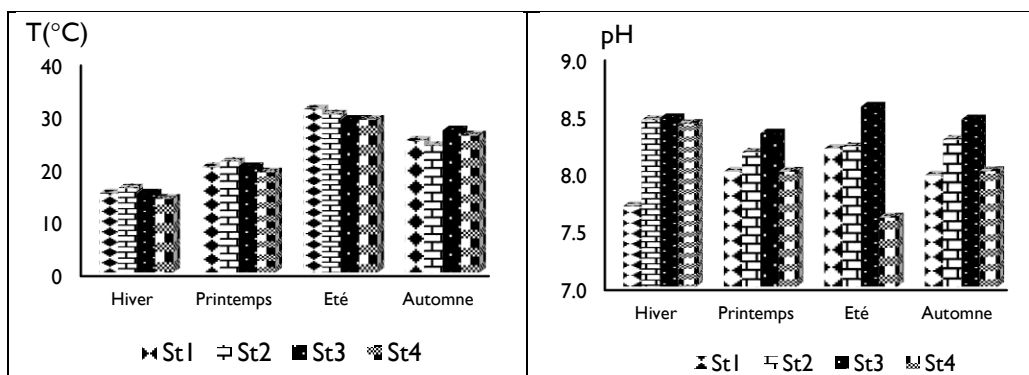 T(°C)
40
30
20
10
0
Hiver Printemps Eté Automne
St1 St2 St3 St4
pH
9.0
8.5
8.0
7.5
7.0
Hiver Printemps Eté Automne
St1 St2 St3 St4